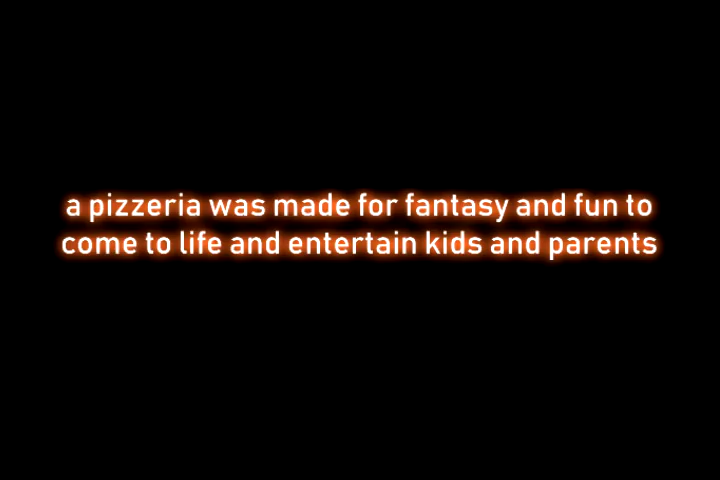 a pizzeria was made for fantasy and fun to
come to life and entertain kids and parents